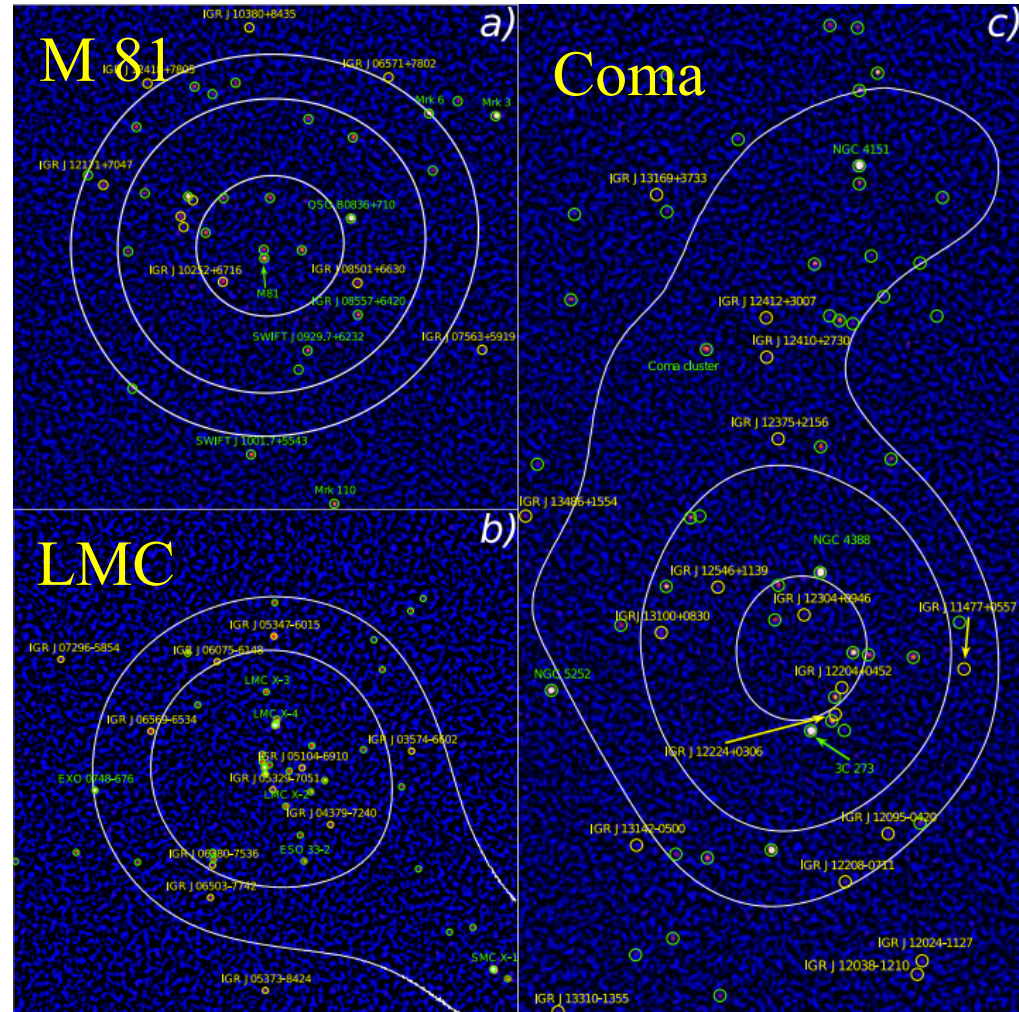 a)
M 81
IGR J 10380+8435
IGR J 06571+7802
Mrk 6
Mrk 3
IGR J 12171+7047
QSO B0836+710
IGR J 10252+6716
IGR J 08501+6630
M81
IGR J 08557+6420
SWIFT J 0929.7+6232
IGR J 07563+5919
SWIFT J 1001.7+5543
Mrk 110
b)
LMC
IGR J 05347-6015
IGR J 07296-5854
IGR J 06075-6148
LMC X-3
LMC X-4
IGR J 06569-6534
IGR J 03574-6602
IGR J 05104-6910
EXO 0748-676
IGR J 05329-7051
LMC X-2
IGR J 04379-7240
ESO 33-2
IGR J 06380-7536
IGR J 06503-7742
SMC X-1
IGR J 05373-8424
c)
Coma
NGC 4151
IGR J 13169+3733
IGR J 12412+3007
IGR J 12410+2730
Coma cluster
IGR J 12375+2156
IGR J 13486+1554
NGC 4388
IGR J 12546+1139
IGR J 12304+0946
IGR J 11477+0557
IGR J 13100+0830
IGR J 12204+0452
NGC 5252
IGR J 12224+0306
3C 273
IGR J 12095-0420
IGR J 13142-0500
IGR J 12208-0711
IGR J 12024-1127
IGR J 12038-1210
IGR J 13310-1355